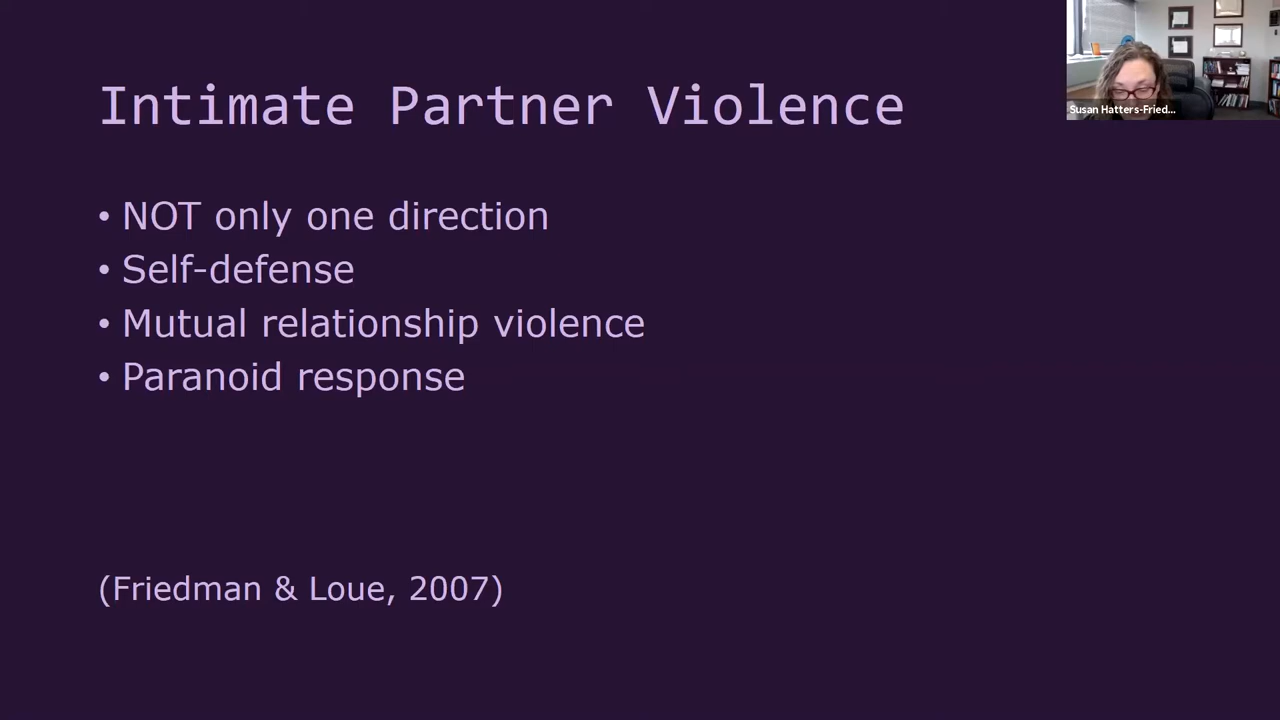 Intimate Partner Violence
• NOT only one direction
• Self-defense
• Mutual relationship violence
• Paranoid response
(Friedman & Loue, 2007)
Susan Hatters-Fried...